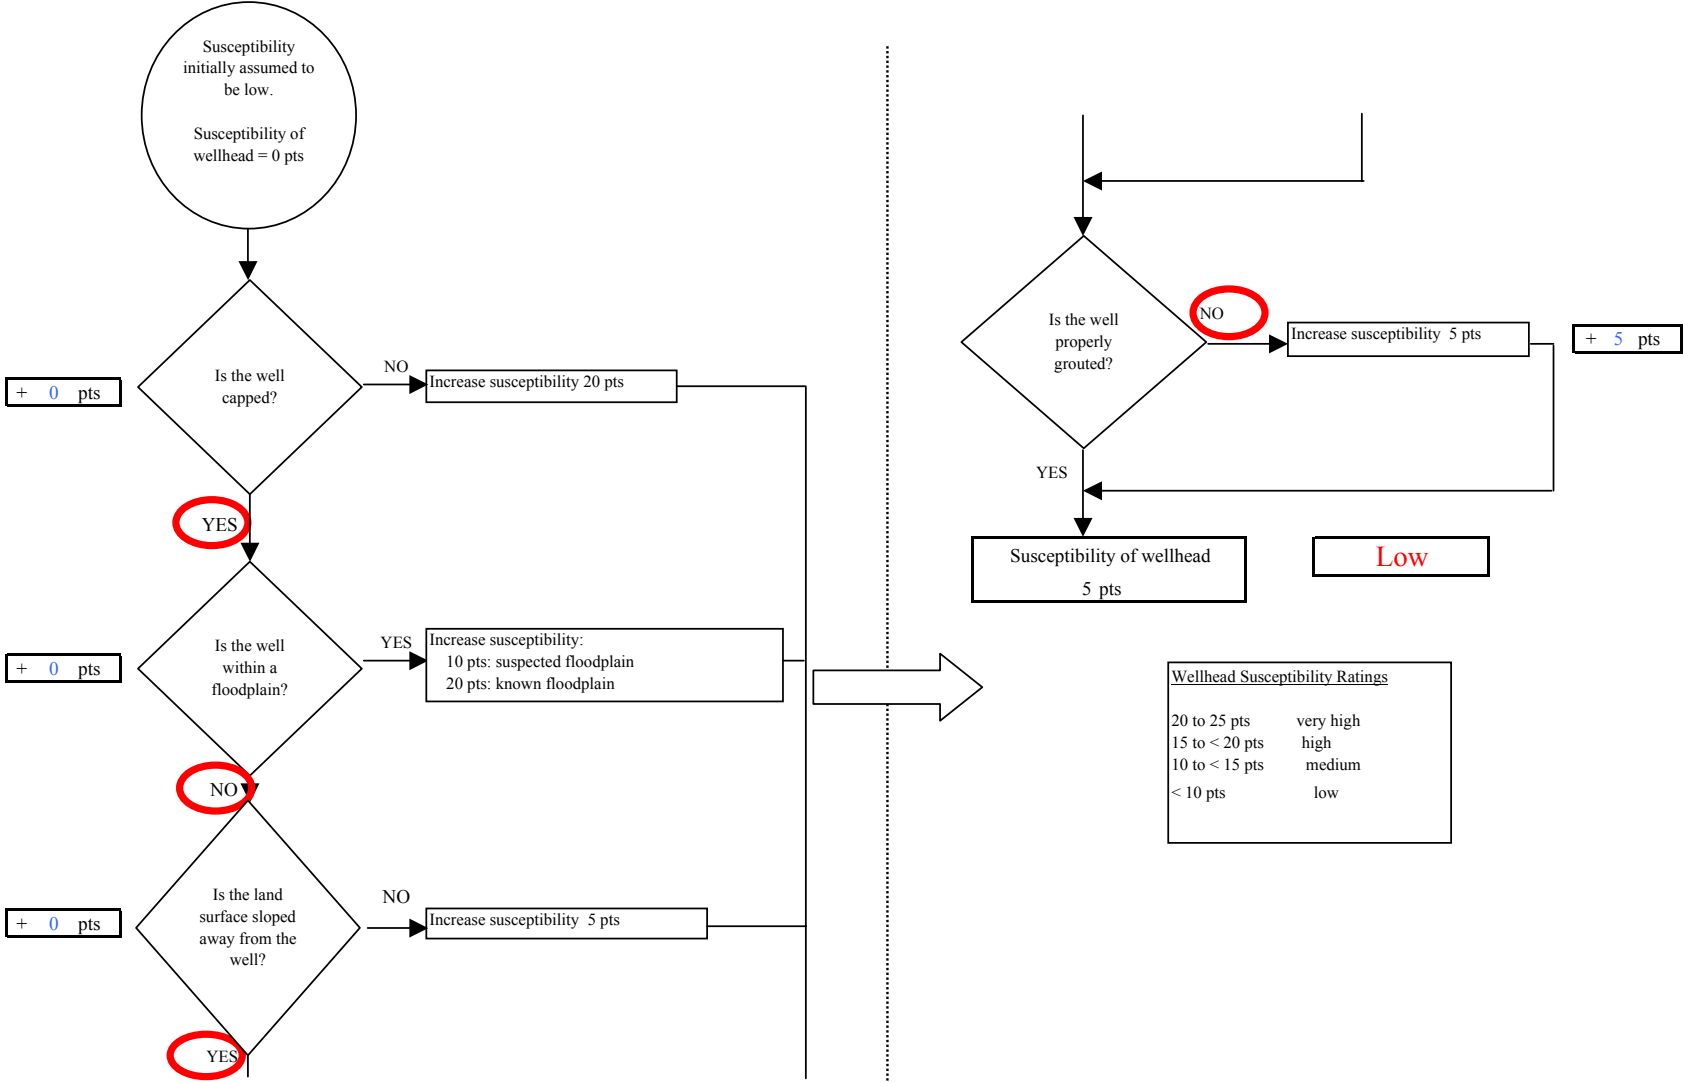 Susceptibility
initially assumed to
be low.
Susceptibility of
wellhead = 0 pts
Is the well
capped?
NO
Increase susceptibility 20 pts
+ 0 pts
YES
Is the well
within a
floodplain?
YES
Increase susceptibility:
10 pts: suspected floodplain
20 pts: known floodplain
+ 0 pts
NO
Is the land
surface sloped
away from the
well?
NO
Increase susceptibility 5 pts
+ 0 pts
YES
Is the well
properly
grouted?
NO
Increase susceptibility 5 pts
+ 5 pts
YES
Susceptibility of wellhead
5 pts
Low
Wellhead Susceptibility Ratings
20 to 25 pts very high
15 to < 20 pts high
10 to < 15 pts medium
< 10 pts low